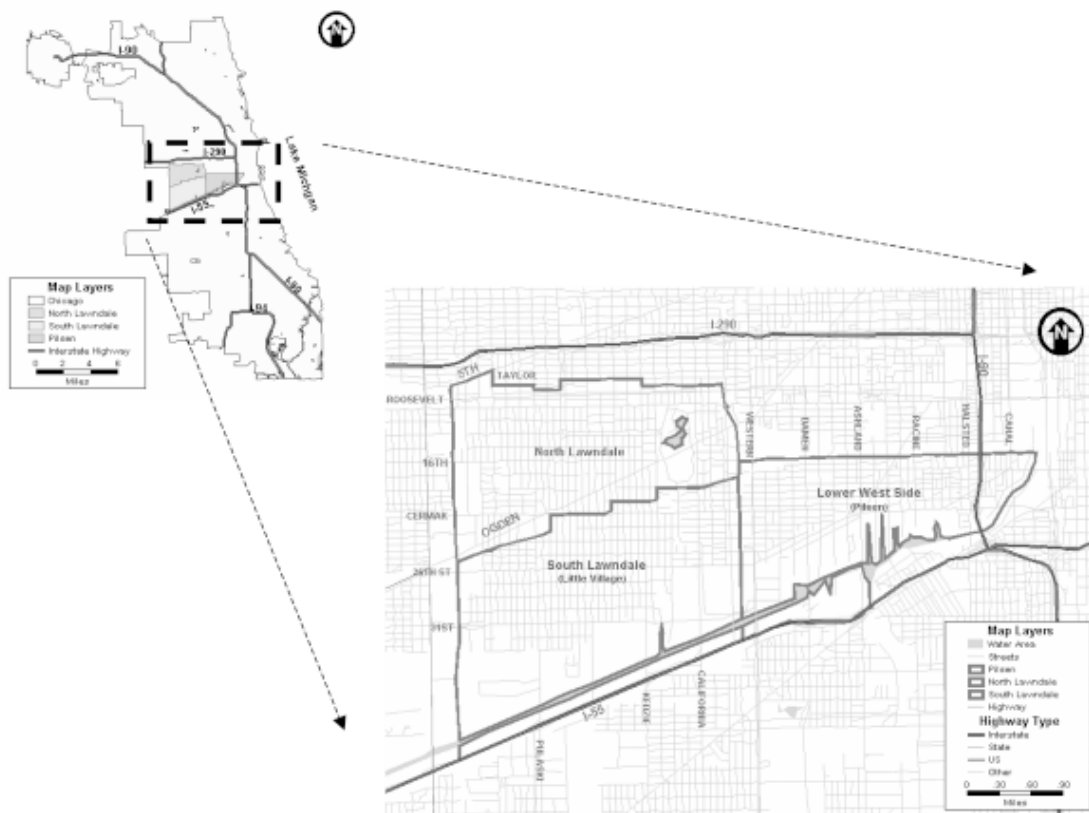 N
I-90
I-290
Lake Michigan
I-55
I-94
Map Layers
Chicago
North Lawndale
South Lawndale
Pilsen
Interstate Highway
0 2 4 6
Miles
N
I-290
I-90
5TH
TAYLOR
ROOSEVELT
WESTERN
DAMEN
ASHLAND
RACINE
HALSTED
CANAL
North Lawndale
16TH
Lower West Side
(Pilsen)
CERMAK
OGDEN
South Lawndale
(Little Village)
26TH ST
31ST
I-55
KEDZIE
CALIFORNIA
PULASKI
Map Layers
Water Area
Streets
Pilsen
North Lawndale
South Lawndale
Highway
Highway Type
Interstate
State
US
Other
0 .30 .60 .90
Miles